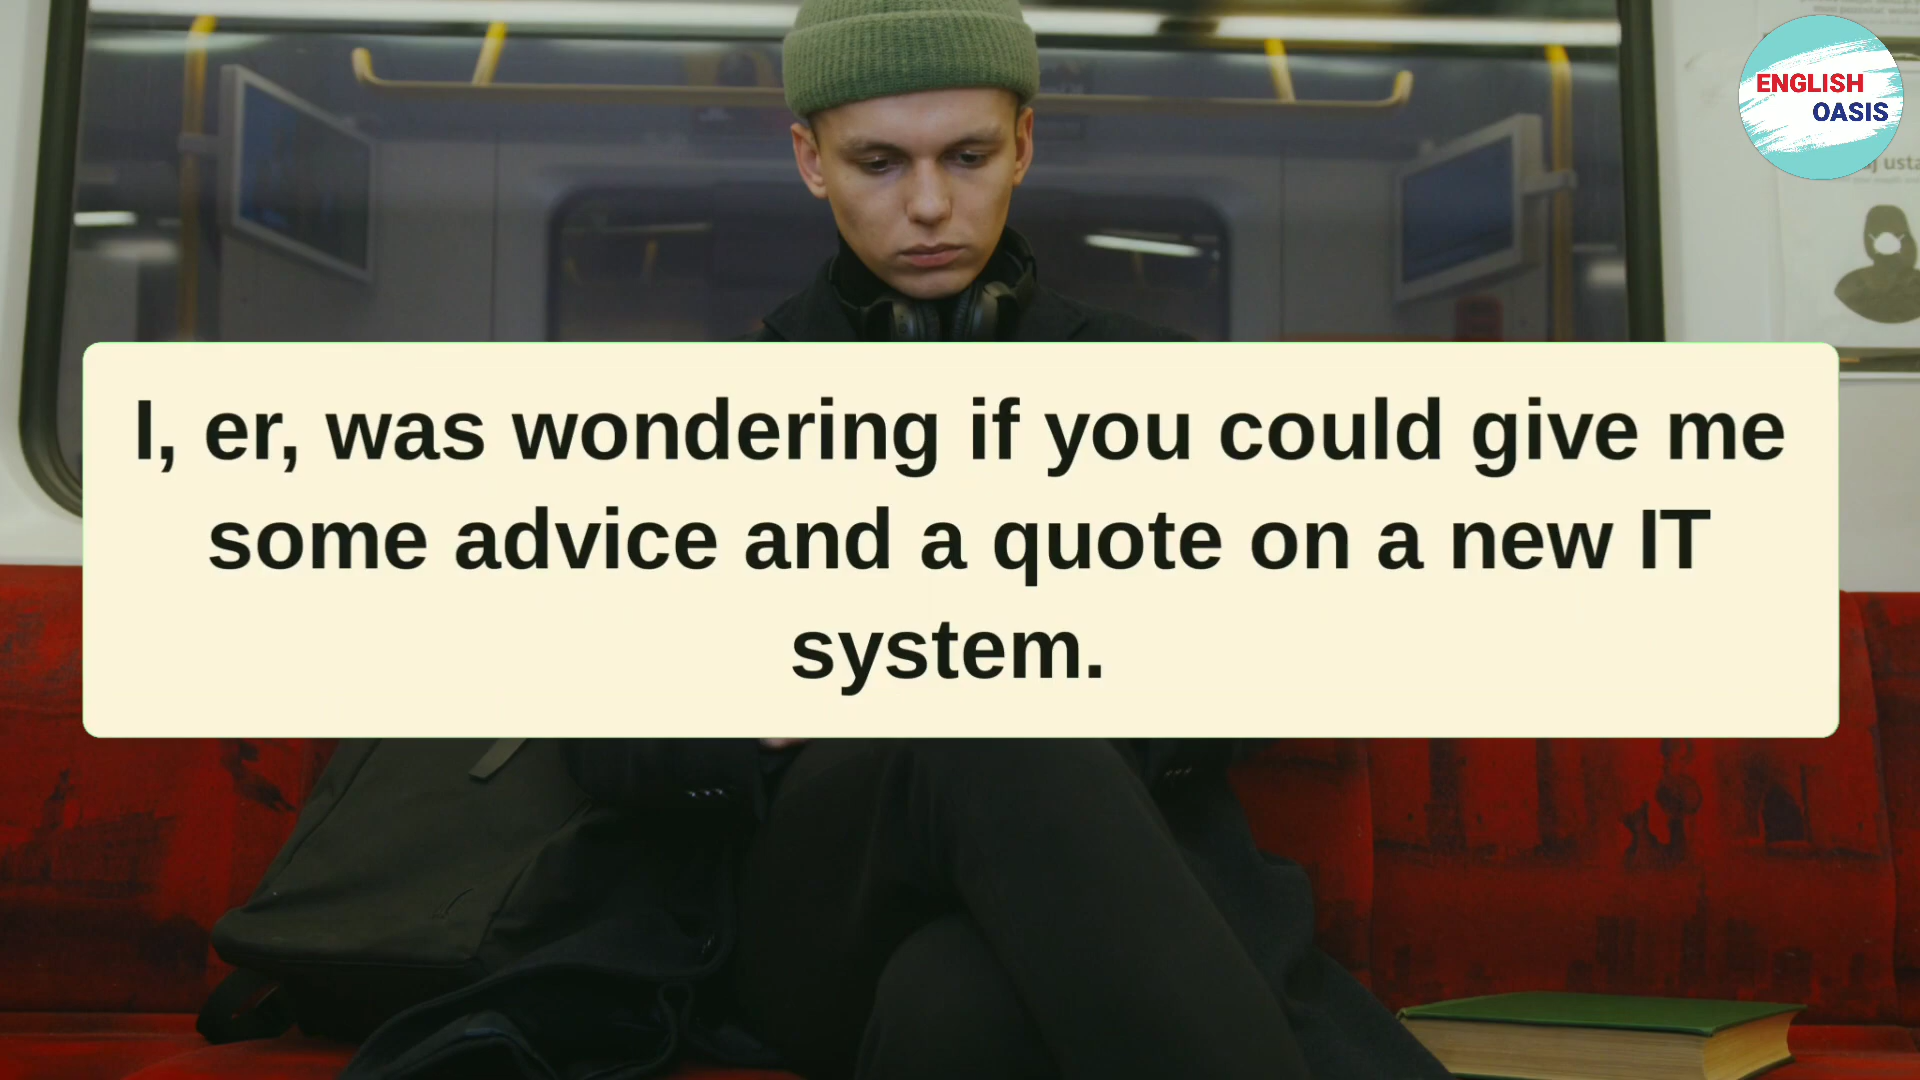 ENGLISH
OASIS
I, er, was wondering if you could give me
some advice and a quote on a new IT
system.